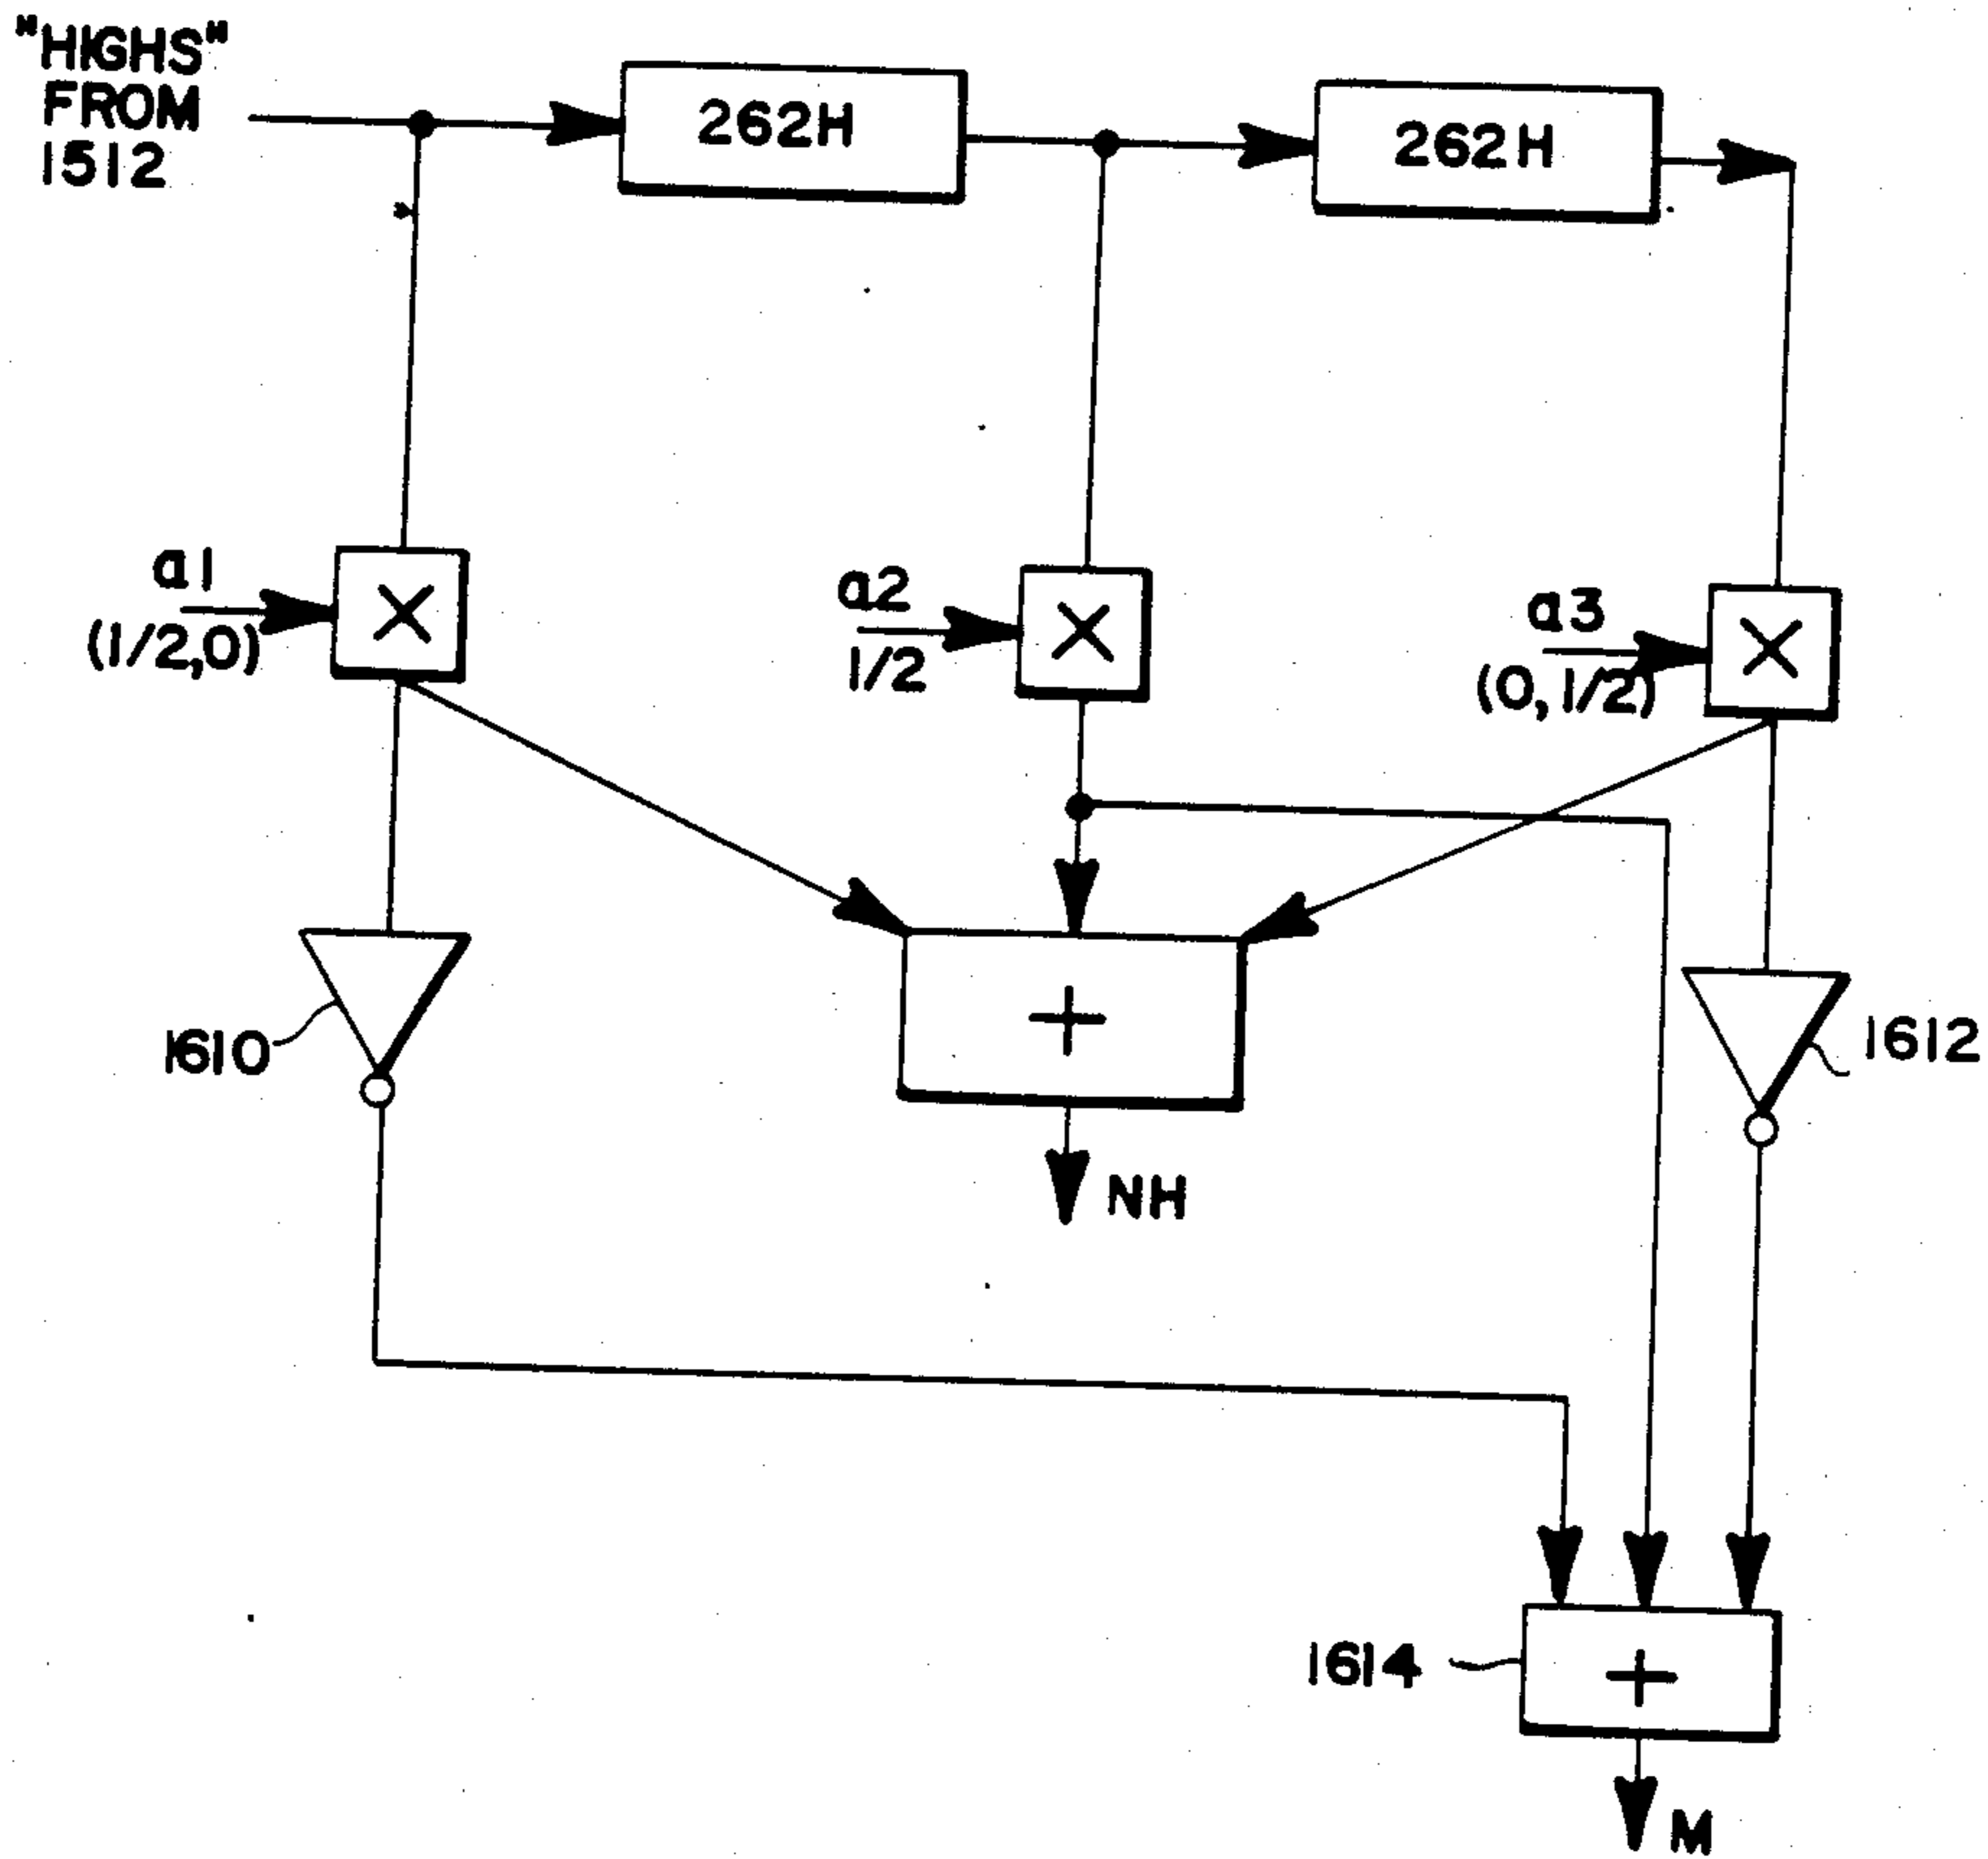 "HIGHS"
FROM
1512
262H
262H
a1
(1/2,0)
×
a2
1/2
×
a3
(0,1/2)
×
1610
+
1612
NH
1614
+
M